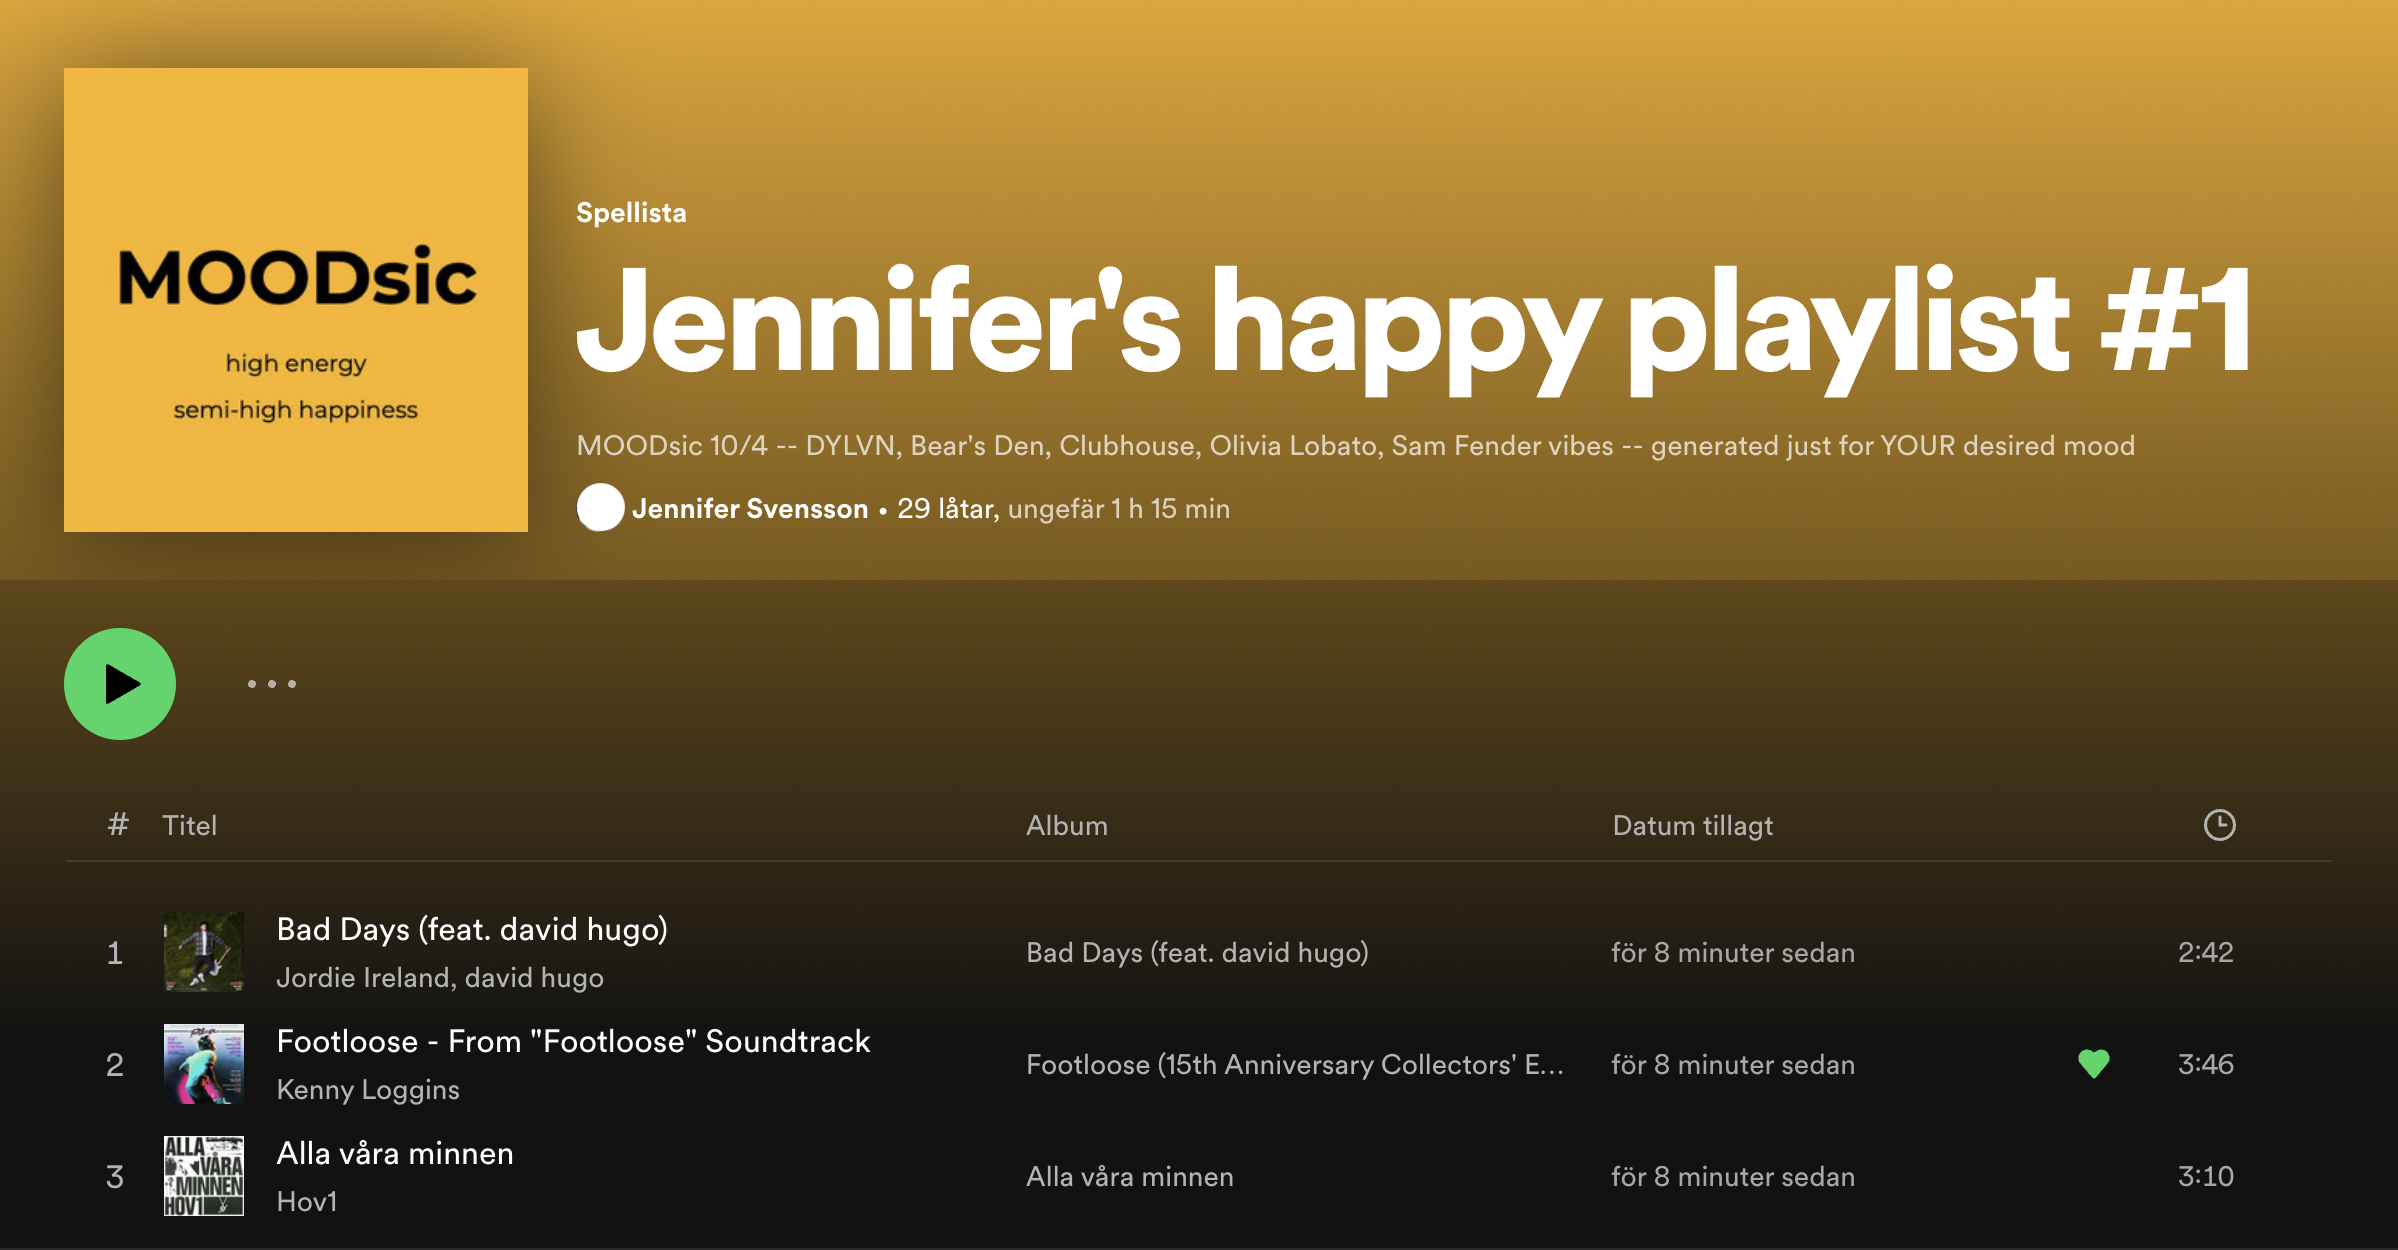 MOODsic
high energy
semi-high happiness
Spellista
Jennifer's happy playlist #1
MOODsic 10/4 -- DYLVN, Bear's Den, Clubhouse, Olivia Lobato, Sam Fender vibes -- generated just for YOUR desired mood
Jennifer Svensson • 29 låtar, ungefär 1 h 15 min
# Titel Album Datum tillagt
1 Bad Days (feat. david hugo) Bad Days (feat. david hugo) för 8 minuter sedan 2:42
Jordie Ireland, david hugo
2 Footloose - From "Footloose" Soundtrack Footloose (15th Anniversary Collectors' E... för 8 minuter sedan 3:46
Kenny Loggins
ALLA
VÅRA
MINNEN
HOV1
3 Alla våra minnen Alla våra minnen för 8 minuter sedan 3:10
Hov1